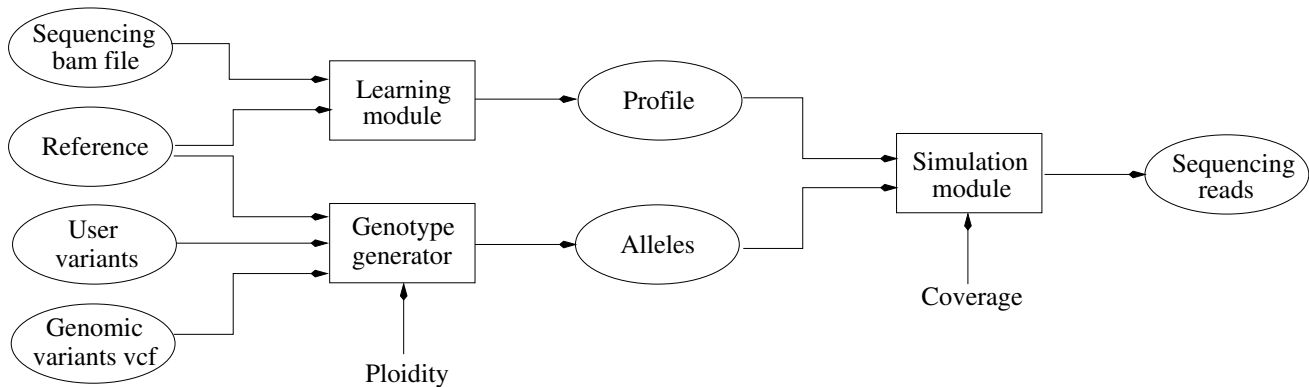 Sequencing
bam file
Learning
module
Profile
Reference
Simulation
module
Sequencing
reads
User
variants
Genotype
generator
Alleles
Coverage
Genomic
variants vcf
Ploidity